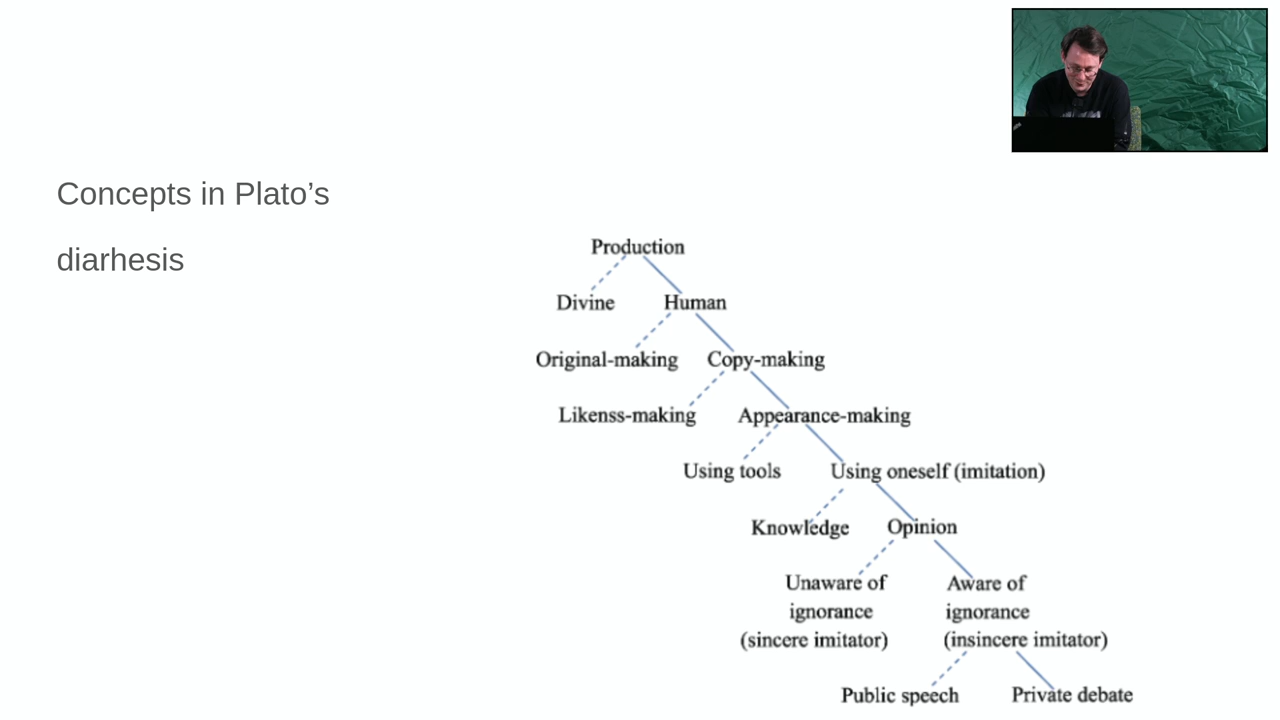 Concepts in Plato’s
diarhesis
Production
Divine Human
Original-making Copy-making
Likenss-making Appearance-making
Using tools Using oneself (imitation)
Knowledge Opinion
Unaware of Aware of
ignorance ignorance
(sincere imitator) (insincere imitator)
Public speech Private debate